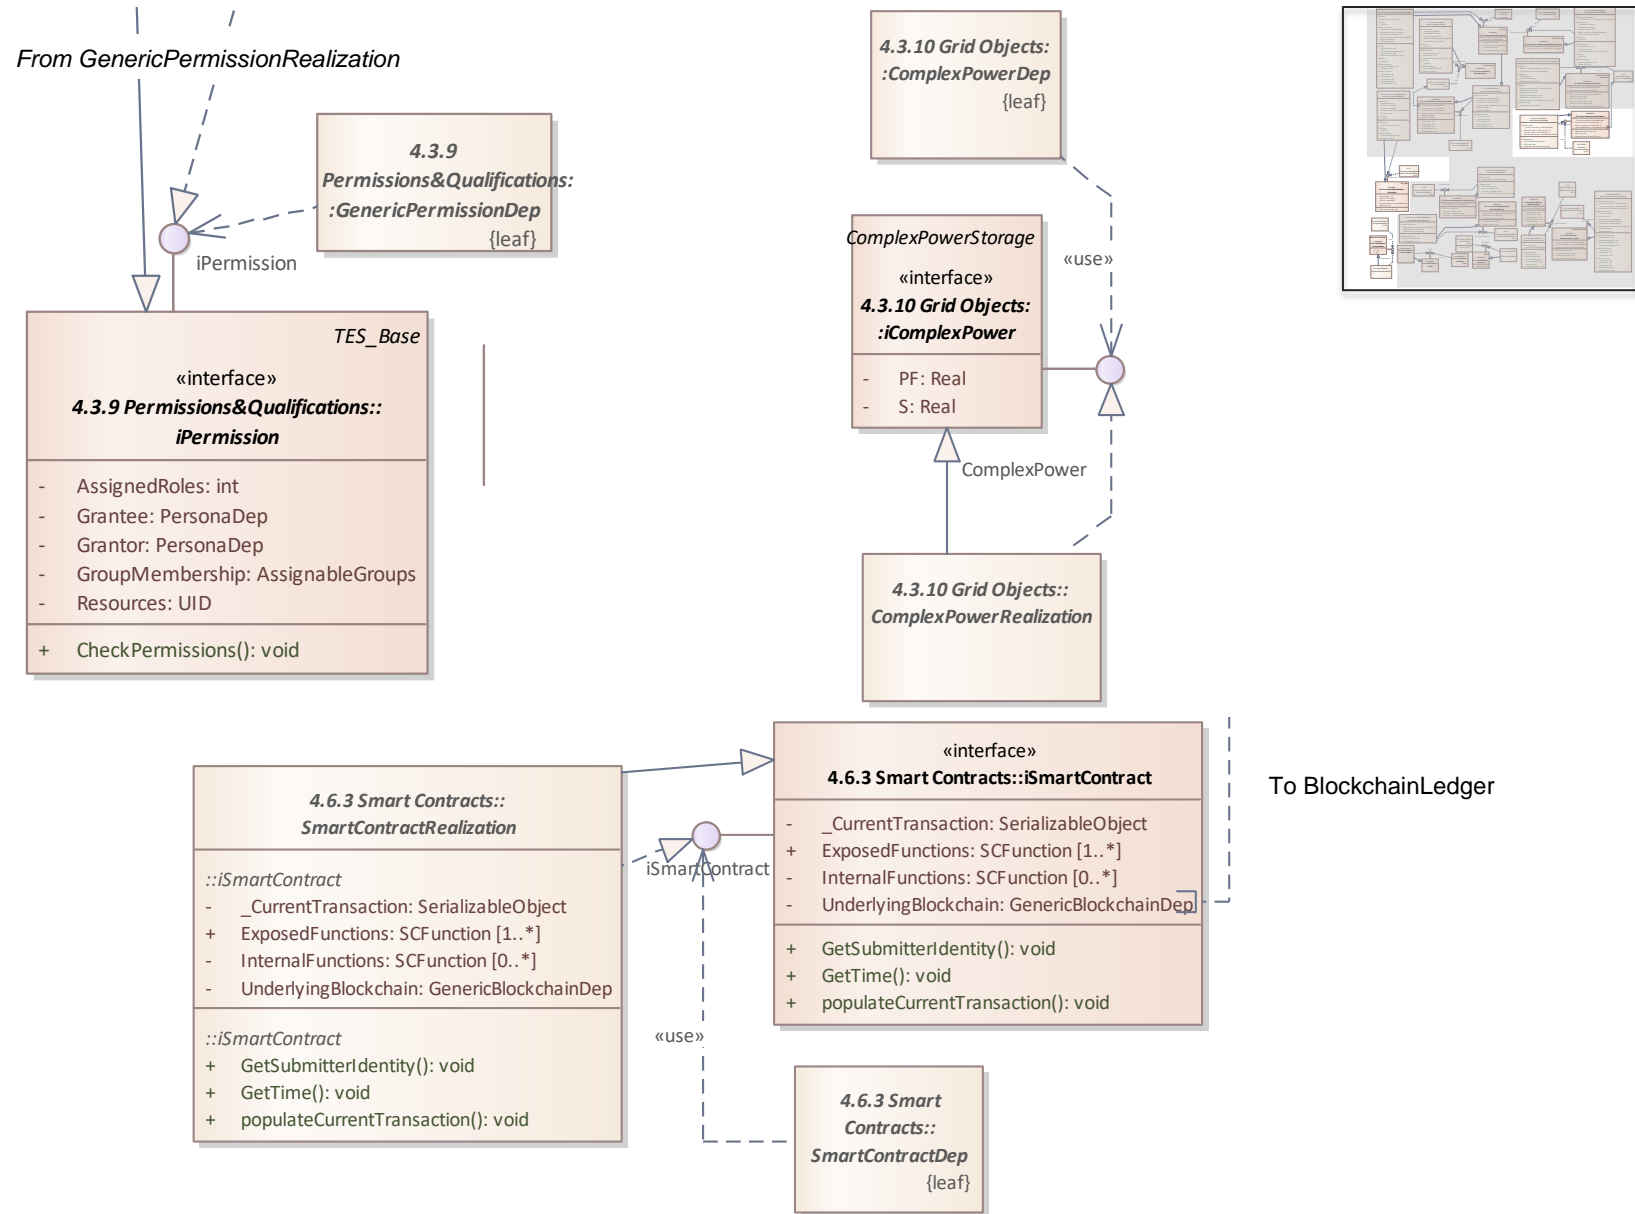 From GenericPermissionRealization
4.3.9
Permissions&Qualifications:
:GenericPermissionDep
{leaf}
iPermission
TES_Base
«interface»
4.3.9 Permissions&Qualifications::
iPermission
- AssignedRoles: int
- Grantee: PersonaDep
- Grantor: PersonaDep
- GroupMembership: AssignableGroups
- Resources: UID
+ CheckPermissions(): void
4.3.10 Grid Objects:
:ComplexPowerDep
{leaf}
«use»
ComplexPowerStorage
«interface»
4.3.10 Grid Objects:
:iComplexPower
- PF: Real
- S: Real
ComplexPower
4.3.10 Grid Objects::
ComplexPowerRealization
4.6.3 Smart Contracts::
SmartContractRealization
::iSmartContract
- _CurrentTransaction: SerializableObject
+ ExposedFunctions: SCFunction [1..*]
- InternalFunctions: SCFunction [0..*]
- UnderlyingBlockchain: GenericBlockchainDep
::iSmartContract
+ GetSubmitterIdentity(): void
+ GetTime(): void
+ populateCurrentTransaction(): void
iSmartContract
«use»
«interface»
4.6.3 Smart Contracts::iSmartContract
- _CurrentTransaction: SerializableObject
+ ExposedFunctions: SCFunction [1..*]
- InternalFunctions: SCFunction [0..*]
- UnderlyingBlockchain: GenericBlockchainDep
+ GetSubmitterIdentity(): void
+ GetTime(): void
+ populateCurrentTransaction(): void
To BlockchainLedger
4.6.3 Smart
Contracts::
SmartContractDep
{leaf}